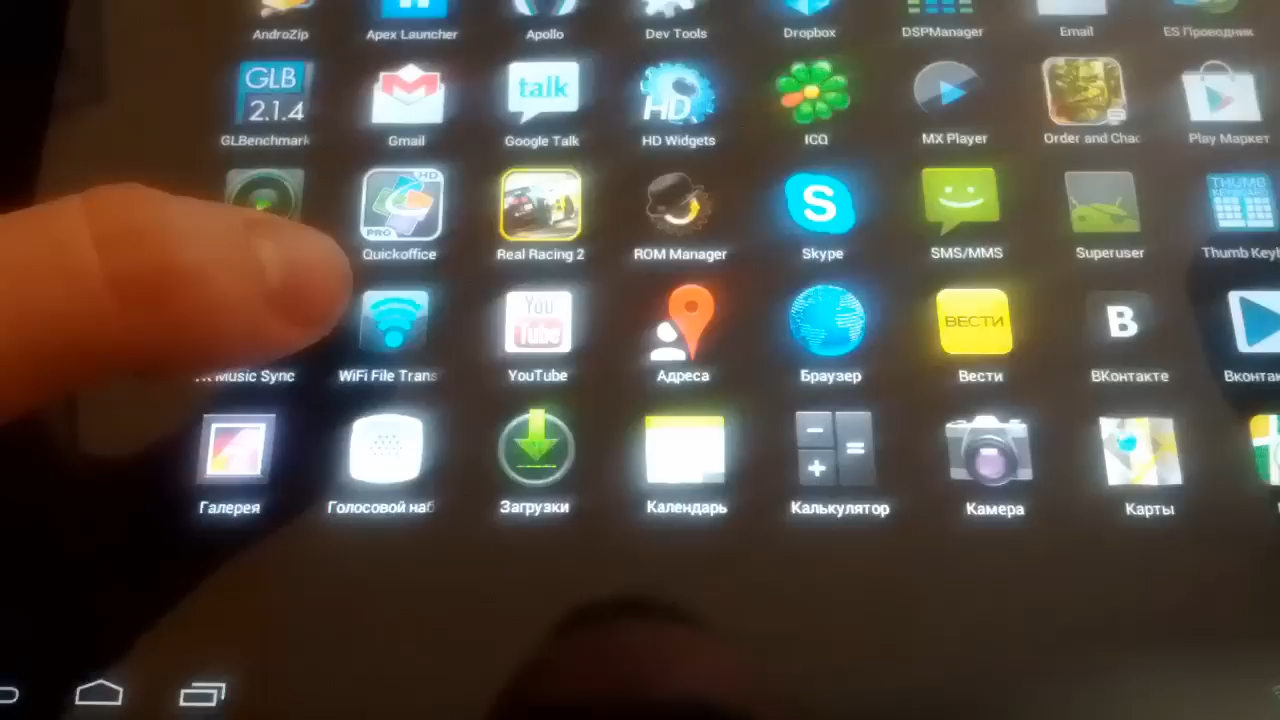 AndroZip Apex Launcher Apollo Dev Tools Dropbox DSPManager Email ES Проводник
GLB
2.1.4
talk
HD
GLBenchmark Gmail Google Talk HD Widgets ICQ MX Player Order and Chac Play Маркет
HD
PRO
S
THUMB
KEYBOARD
Quickoffice Real Racing 2 ROM Manager Skype SMS/MMS Superuser Thumb Keyb
You
Tube
ВЕСТИ
B
Music Sync WiFi File Trans YouTube Адреса Браузер Вести ВКонтакте Вконтак
Галерея Голосовой наб Загрузки Календарь Калькулятор Камера Карты